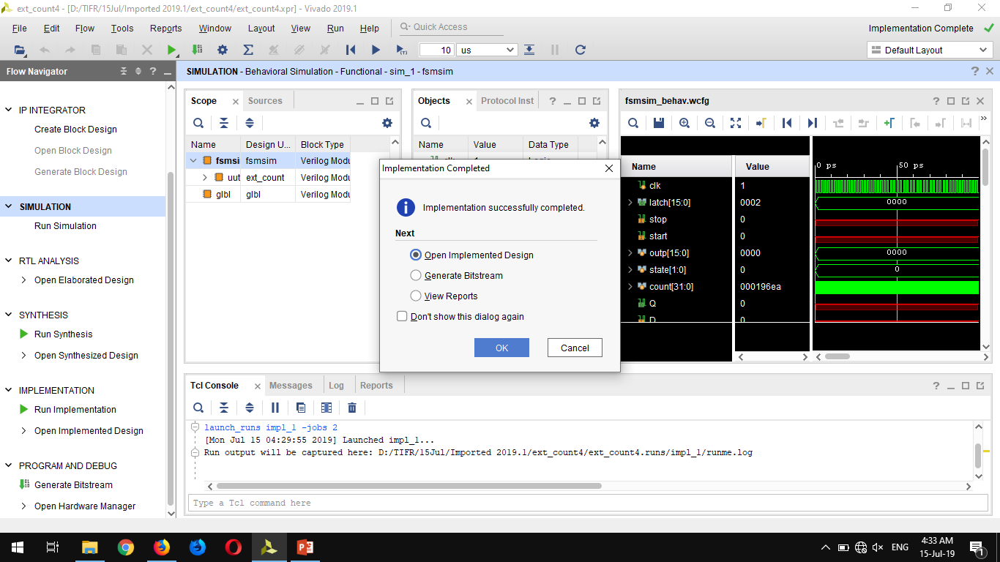 ext_count4 - [D:/TIFR/15Jul/Imported 2019.1/ext_count4/ext_count4.xpr] - Vivado 2019.1
File Edit Flow Tools Reports Window Layout View Run Help Quick Access Implementation Complete
10 us Default Layout
Flow Navigator
SIMULATION - Behavioral Simulation - Functional - sim_1 - fsmsim
IP INTEGRATOR
Create Block Design
Open Block Design
Generate Block Design
SIMULATION
Run Simulation
RTL ANALYSIS
Open Elaborated Design
SYNTHESIS
Run Synthesis
Open Synthesized Design
IMPLEMENTATION
Run Implementation
Open Implemented Design
PROGRAM AND DEBUG
Generate Bitstream
Open Hardware Manager
Scope Sources
Name Design U... Block Type
fsmsi fsmsim Verilog Modu
uut ext_count Verilog Modu
glbl glbl Verilog Modu
Objects Protocol Inst
Name Value Data Type
Implementation Completed
Implementation successfully completed.
Next
Open Implemented Design
Generate Bitstream
View Reports
Don't show this dialog again
OK Cancel
fsmsim_behav.wcfg
Name Value 0 ps 50 ps
clk 1
latch[15:0] 0002 0000
stop 0
start 0
outp[15:0] 0000 0000
state[1:0] 0 0
count[31:0] 000196ea
Q 0
D 0
Tcl Console Messages Log Reports
launch_runs impl_1 -jobs 2
[Mon Jul 15 04:29:55 2019] Launched impl_1...
Run output will be captured here: D:/TIFR/15Jul/Imported 2019.1/ext_count4/ext_count4.runs/impl_1/runme.log
Type a Tcl command here
ENG 4:33 AM
15-Jul-19 1